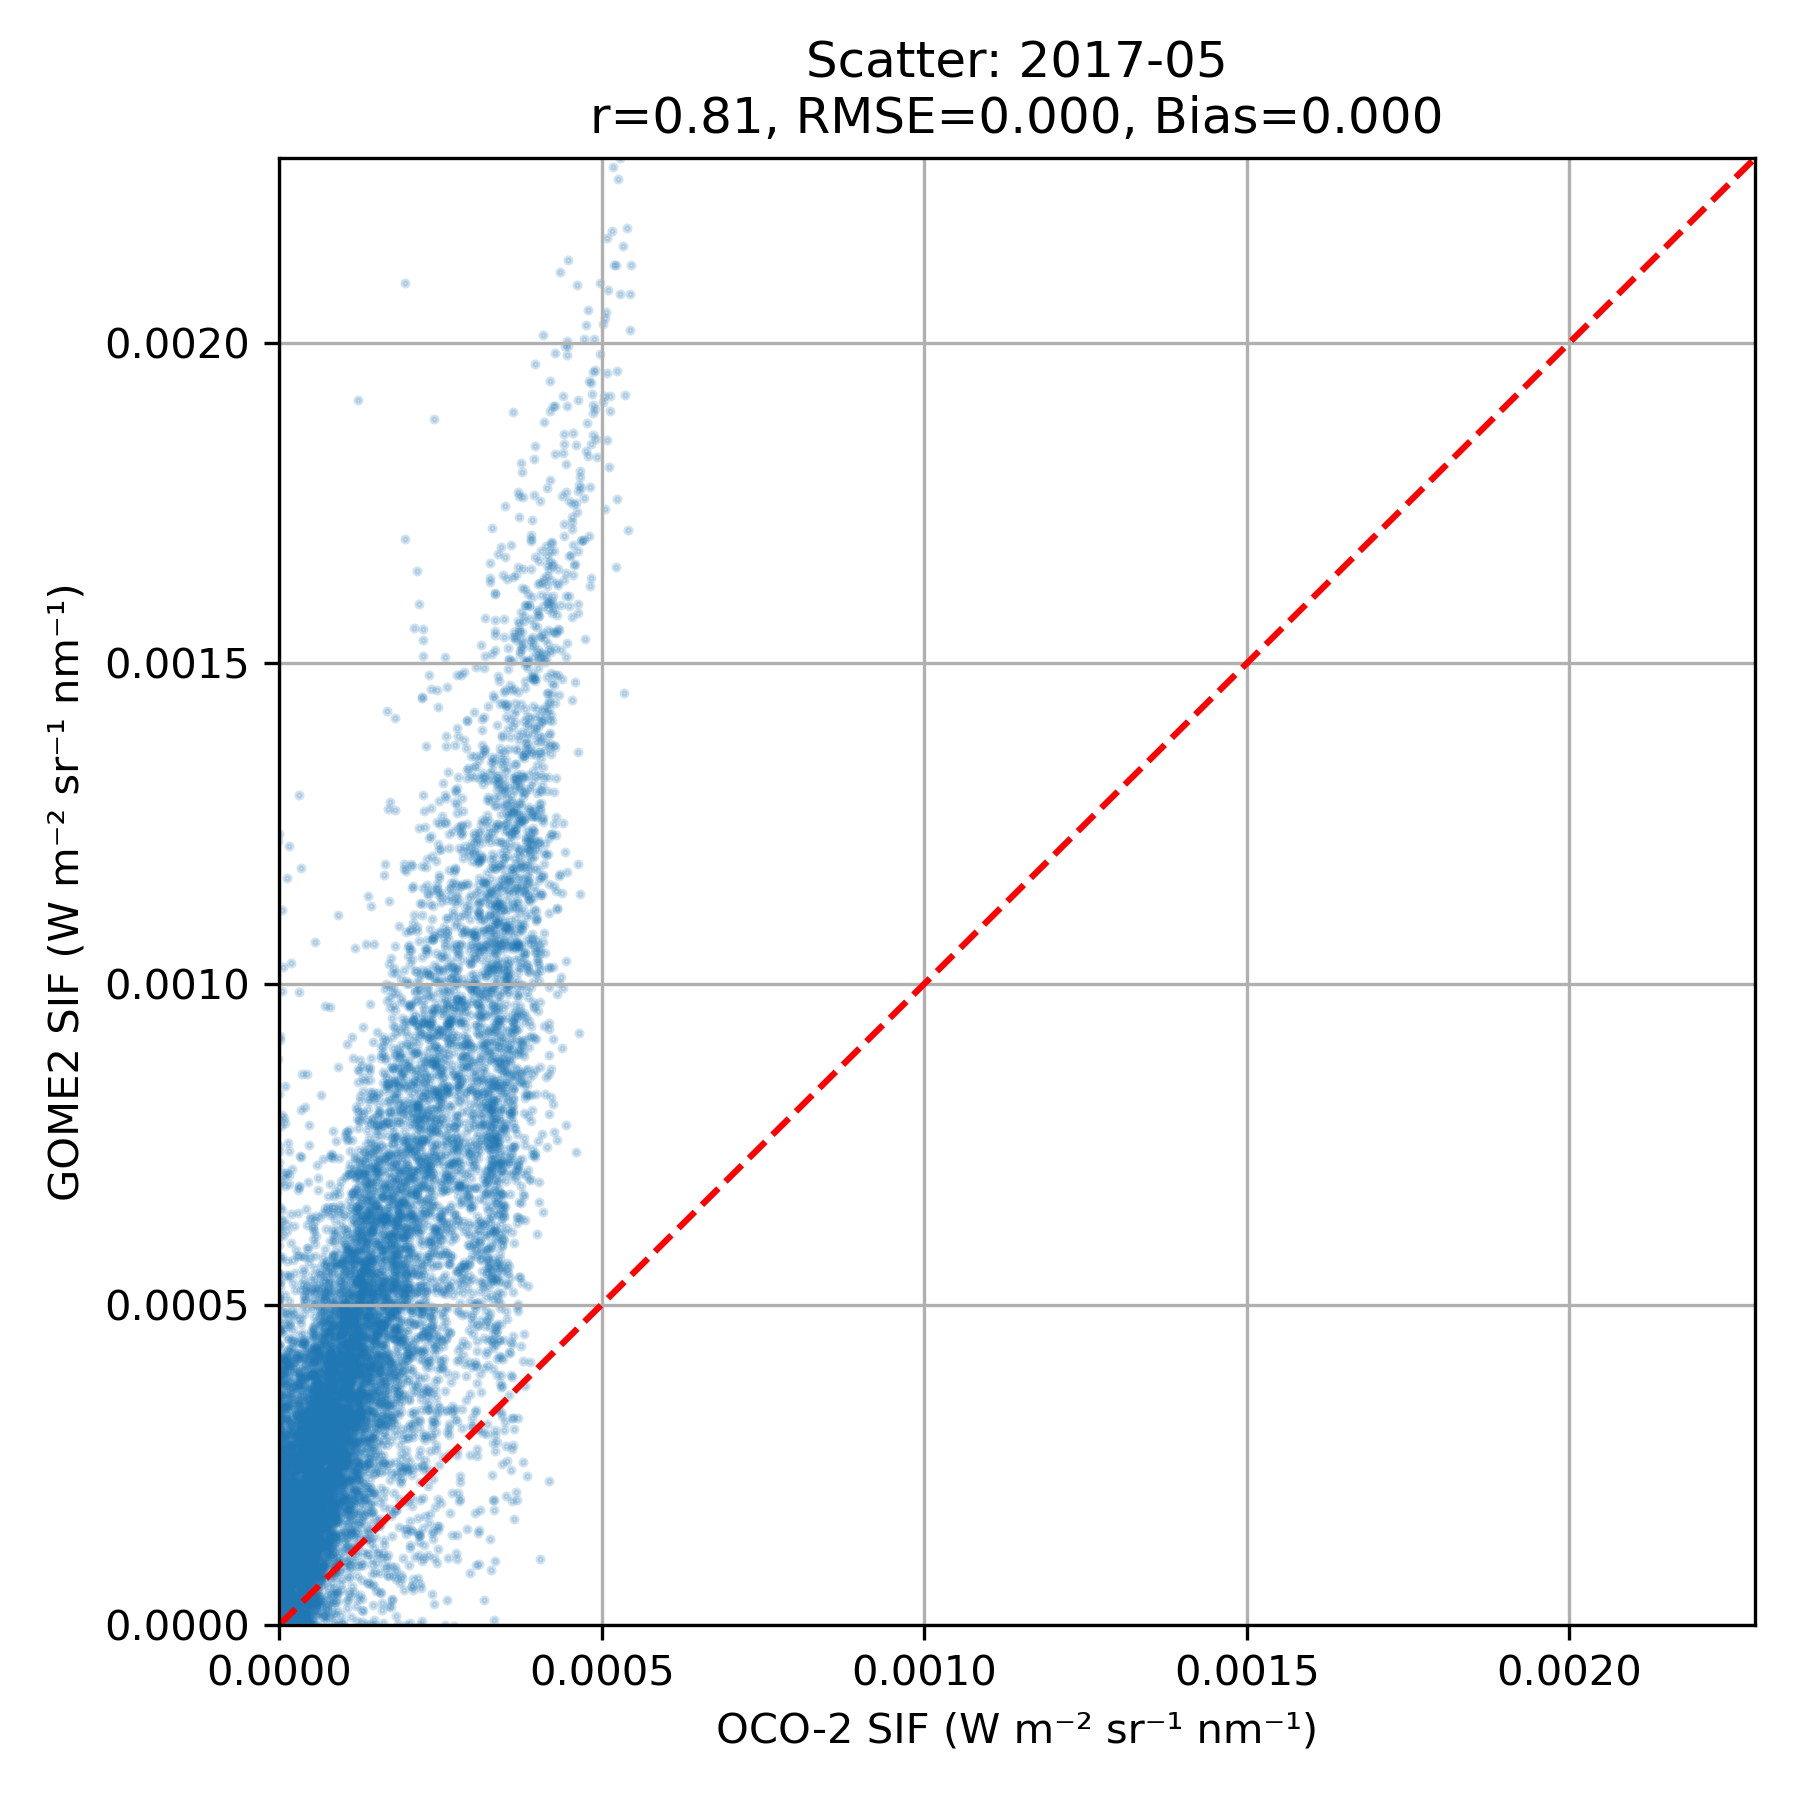 Scatter: 2017-05
r=0.81, RMSE=0.000, Bias=0.000
GOME2 SIF (W m⁻² sr⁻¹ nm⁻¹)
0.0020
0.0015
0.0010
0.0005
0.0000
0.0000 0.0005 0.0010 0.0015 0.0020
OCO-2 SIF (W m⁻² sr⁻¹ nm⁻¹)